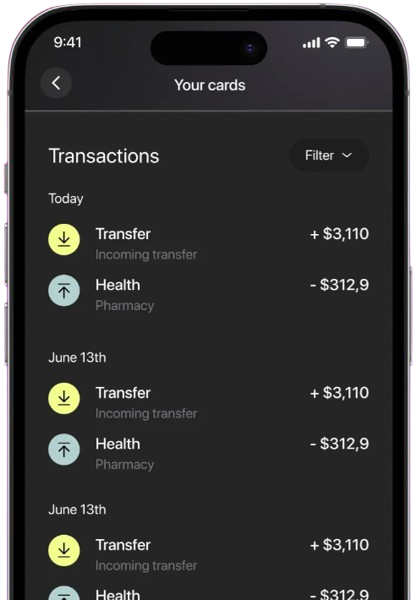 9:41
Your cards
Transactions
Filter
Today
Transfer + $3,110
Incoming transfer
Health - $312,9
Pharmacy
June 13th
Transfer + $3,110
Incoming transfer
Health - $312,9
Pharmacy
June 13th
Transfer + $3,110
Incoming transfer
Health - $312,9